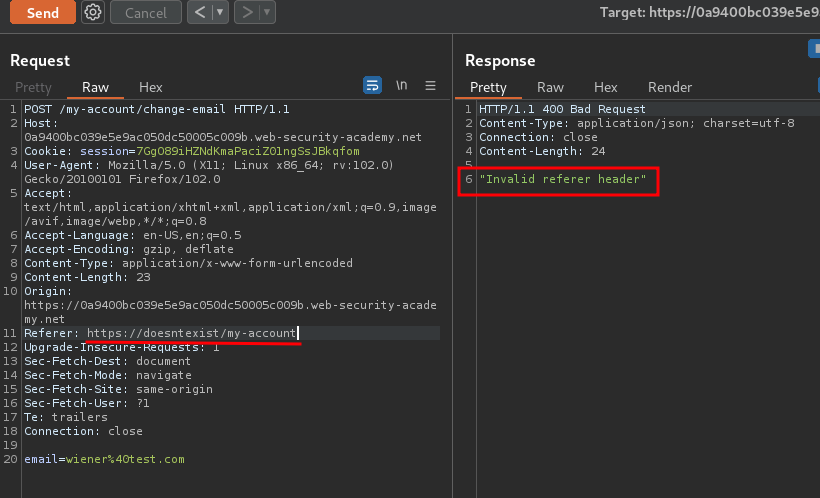 Send Cancel < > Target: https://0a9400bc039e5e9
Request
Pretty Raw Hex \n
1 POST /my-account/change-email HTTP/1.1
2 Host:
0a9400bc039e5e9ac050dc50005c009b.web-security-academy.net
3 Cookie: session=7GgO89iHZNdKmaPaciZ01ngSsJBkqfom
4 User-Agent: Mozilla/5.0 (X11; Linux x86_64; rv:102.0)
Gecko/20100101 Firefox/102.0
5 Accept:
text/html,application/xhtml+xml,application/xml;q=0.9,image
/avif,image/webp,*/*;q=0.8
6 Accept-Language: en-US,en;q=0.5
7 Accept-Encoding: gzip, deflate
8 Content-Type: application/x-www-form-urlencoded
9 Content-Length: 23
10 Origin:
https://0a9400bc039e5e9ac050dc50005c009b.web-security-acade
my.net
11 Referer: https://doesntexist/my-account
12 Upgrade-Insecure-Requests: 1
13 Sec-Fetch-Dest: document
14 Sec-Fetch-Mode: navigate
15 Sec-Fetch-Site: same-origin
16 Sec-Fetch-User: ?1
17 Te: trailers
18 Connection: close
19
20 email=wiener%40test.com
Response
Pretty Raw Hex Render
1 HTTP/1.1 400 Bad Request
2 Content-Type: application/json; charset=utf-8
3 Connection: close
4 Content-Length: 24
5
6 "Invalid referer header"